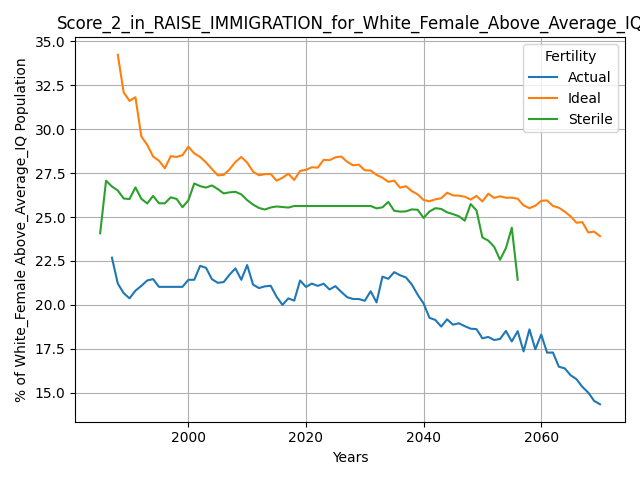 Score_2_in_RAISE_IMMIGRATION_for_White_Female_Above_Average_IQ
% of White_Female Above_Average_IQ Population
35.0
32.5
30.0
27.5
25.0
22.5
20.0
17.5
15.0
Fertility
Actual
Ideal
Sterile
2000
2020
2040
2060
Years